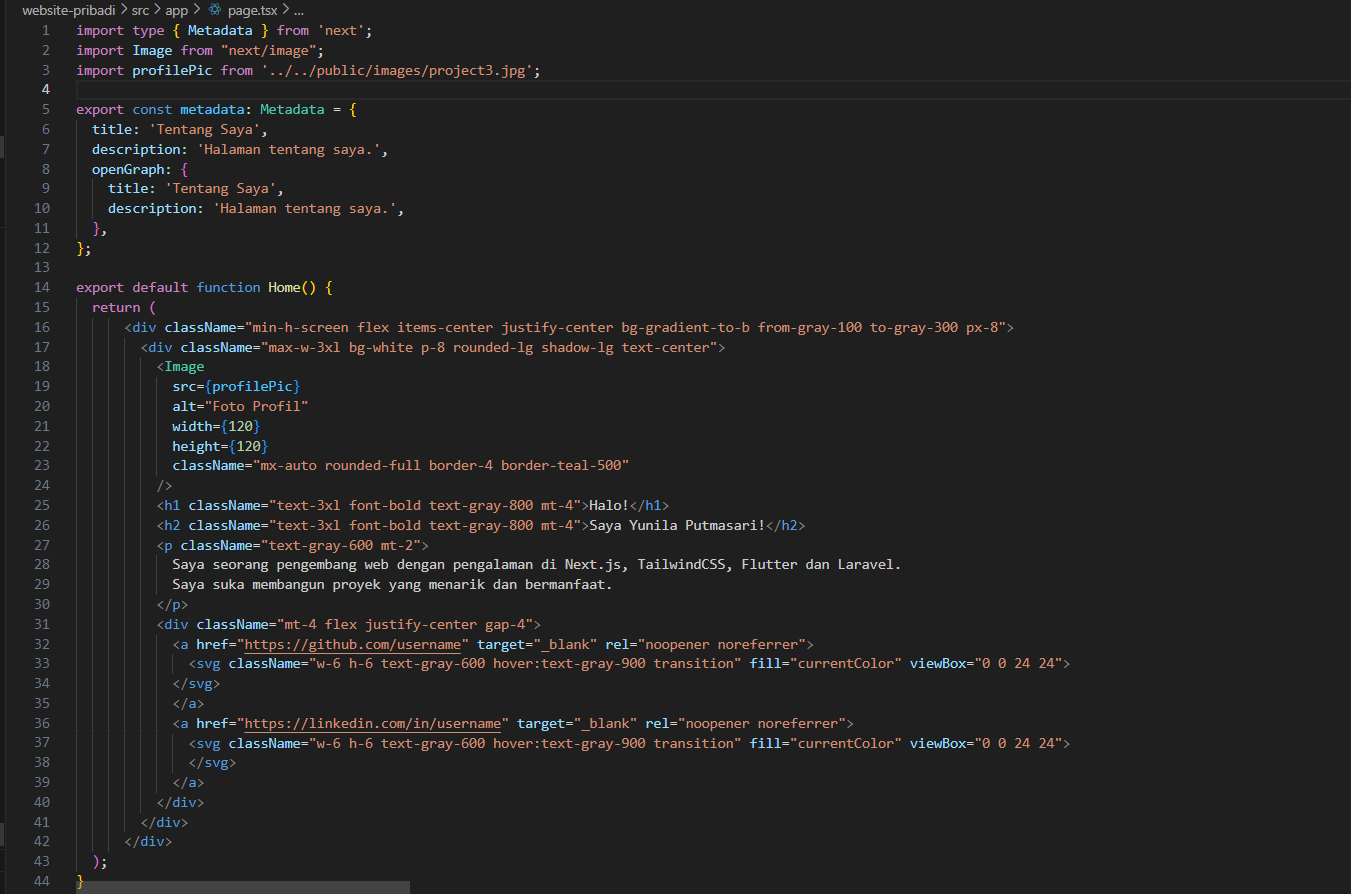 website-pribadi > src > app > page.tsx > ...
1 import type { Metadata } from 'next';
2 import Image from "next/image";
3 import profilePic from '../../public/images/project3.jpg';
4
5 export const metadata: Metadata = {
6   title: 'Tentang Saya',
7   description: 'Halaman tentang saya.',
8   openGraph: {
9     title: 'Tentang Saya',
10     description: 'Halaman tentang saya.',
11   },
12 };
13
14 export default function Home() {
15   return (
16       <div className="min-h-screen flex items-center justify-center bg-gradient-to-b from-gray-100 to-gray-300 px-8">
17         <div className="max-w-3xl bg-white p-8 rounded-lg shadow-lg text-center">
18           <Image
19             src={profilePic}
20             alt="Foto Profil"
21             width={120}
22             height={120}
23             className="mx-auto rounded-full border-4 border-teal-500"
24           />
25           <h1 className="text-3xl font-bold text-gray-800 mt-4">Halo!</h1>
26           <h2 className="text-3xl font-bold text-gray-800 mt-4">Saya Yunila Putmasari!</h2>
27           <p className="text-gray-600 mt-2">
28             Saya seorang pengembang web dengan pengalaman di Next.js, TailwindCSS, Flutter dan Laravel.
29             Saya suka membangun proyek yang menarik dan bermanfaat.
30           </p>
31           <div className="mt-4 flex justify-center gap-4">
32             <a href="https://github.com/username" target="_blank" rel="noopener noreferrer">
33               <svg className="w-6 h-6 text-gray-600 hover:text-gray-900 transition" fill="currentColor" viewBox="0 0 24 24">
34             </svg>
35             </a>
36             <a href="https://linkedin.com/in/username" target="_blank" rel="noopener noreferrer">
37               <svg className="w-6 h-6 text-gray-600 hover:text-gray-900 transition" fill="currentColor" viewBox="0 0 24 24">
38               </svg>
39             </a>
40           </div>
41         </div>
42       </div>
43   );
44 }